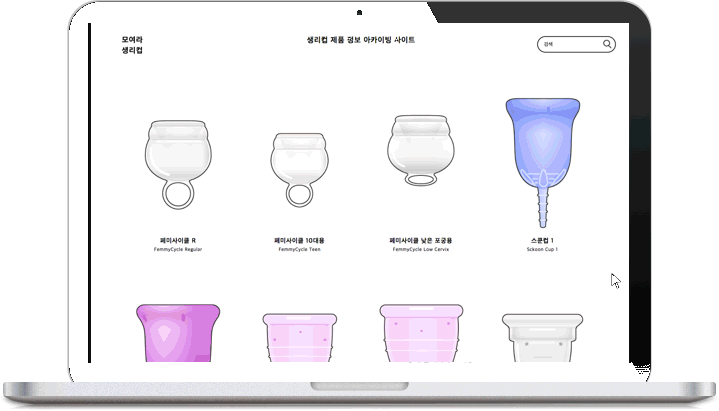 모여라
생리컵
생리컵 제품 정보 아카이빙 사이트
검색
페미사이클 R
FemmyCycle Regular
페미사이클 10대용
FemmyCycle Teen
페미사이클 낮은 포궁용
FemmyCycle Low Cervix
스쿤컵 1
Sckoon Cup 1